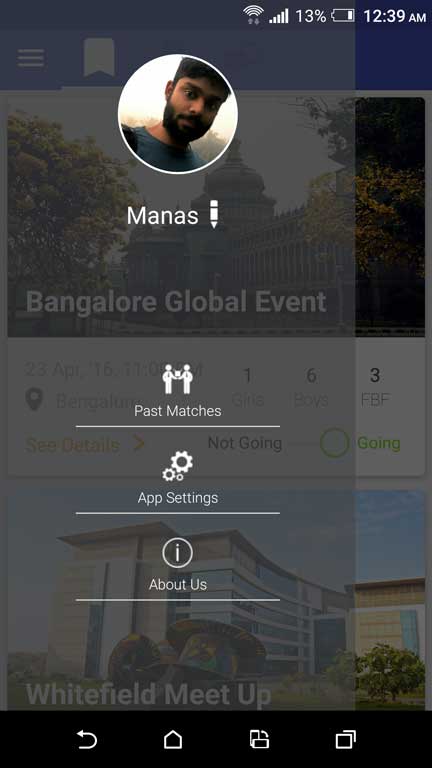 13% 12:39 AM
Manas
Bangalore Global Event
23 Apr, '16, 11:00 AM
1 6 3
Bengaluru
Girls Boys FBF
Past Matches
See Details Not Going Going
App Settings
About Us
Whitefield Meet Up